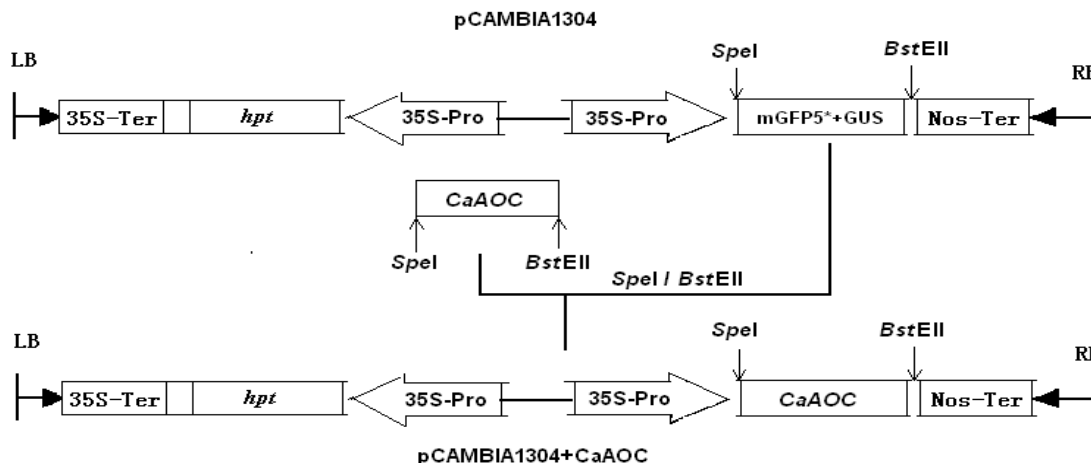 pCAMBIA1304
SpeI BstEII
LB
35S-Ter hpt 35S-Pro 35S-Pro mGFP5*+GUS Nos-Ter
CaAOC
SpeI BstEII
SpeI / BstEII
SpeI BstEII
LB
35S-Ter hpt 35S-Pro 35S-Pro CaAOC Nos-Ter
pCAMBIA1304+CaAOC